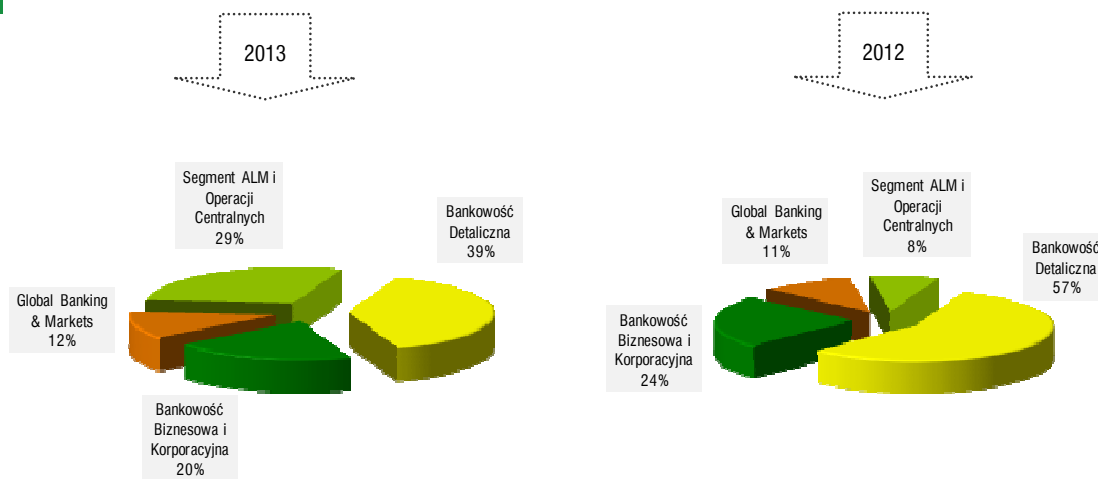 2013
Segment ALM i
Operacji
Centralnych
29%
Bankowość
Detaliczna
39%
Global Banking
& Markets
12%
Bankowość
Biznesowa i
Korporacyjna
20%
2012
Segment ALM i
Operacji
Centralnych
8%
Global Banking
& Markets
11%
Bankowość
Detaliczna
57%
Bankowość
Biznesowa i
Korporacyjna
24%